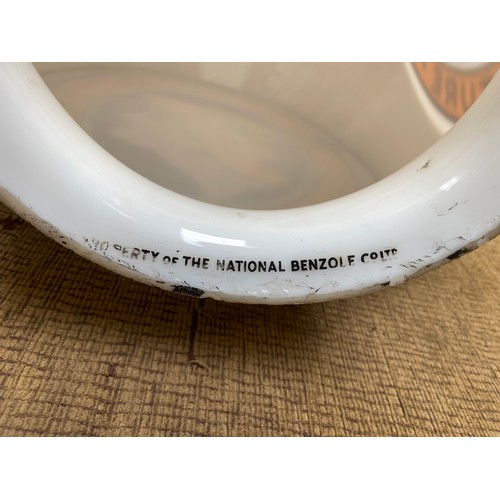 PROPERTY OF THE NATIONAL BENZOLE CO LTD